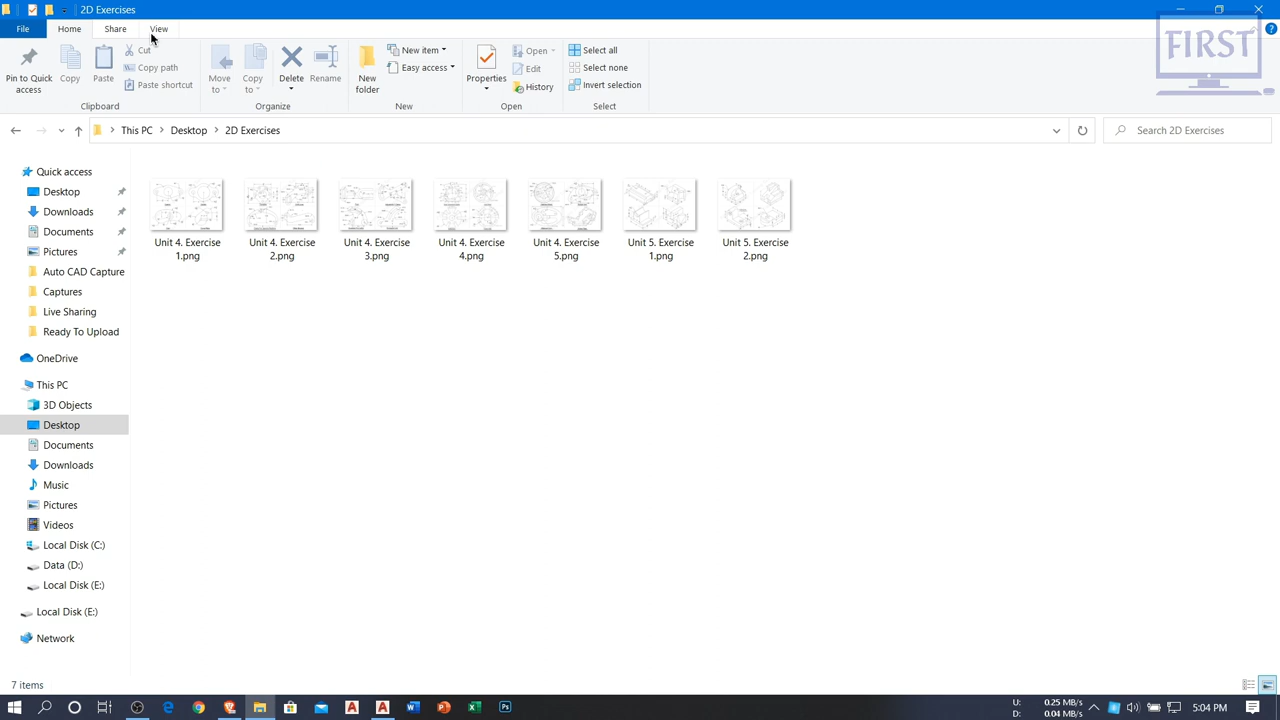 2D Exercises
File Home Share View
FIRST
Pin to Quick access
Copy
Paste
Cut
Copy path
Paste shortcut
Clipboard
Move to
Copy to
Delete
Rename
Organize
New folder
New item
Easy access
New
Properties
Open
Edit
History
Open
Select all
Select none
Invert selection
Select
This PC > Desktop > 2D Exercises
Search 2D Exercises
Quick access
Desktop
Downloads
Documents
Pictures
Auto CAD Capture
Captures
Live Sharing
Ready To Upload
OneDrive
This PC
3D Objects
Desktop
Documents
Downloads
Music
Pictures
Videos
Local Disk (C:)
Data (D:)
Local Disk (E:)
Local Disk (E:)
Network
Unit 4. Exercise
1.png
Unit 4. Exercise
2.png
Unit 4. Exercise
3.png
Unit 4. Exercise
4.png
Unit 4. Exercise
5.png
Unit 5. Exercise
1.png
Unit 5. Exercise
2.png
7 items
U: 0.25 MB/s
D: 0.04 MB/s
5:04 PM